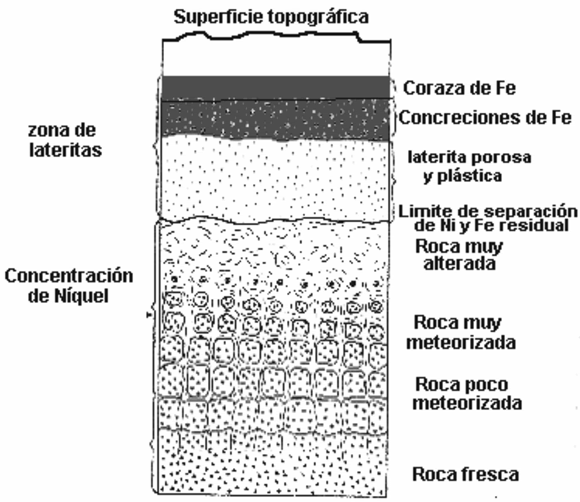 Superficie topográfica
Coraza de Fe
Concreciones de Fe
zona de
lateritas
laterita porosa
y plástica
Limite de separación
de Ni y Fe residual
Roca muy
alterada
Concentración
de Níquel
Roca muy
meteorizada
Roca poco
meteorizada
Roca fresca